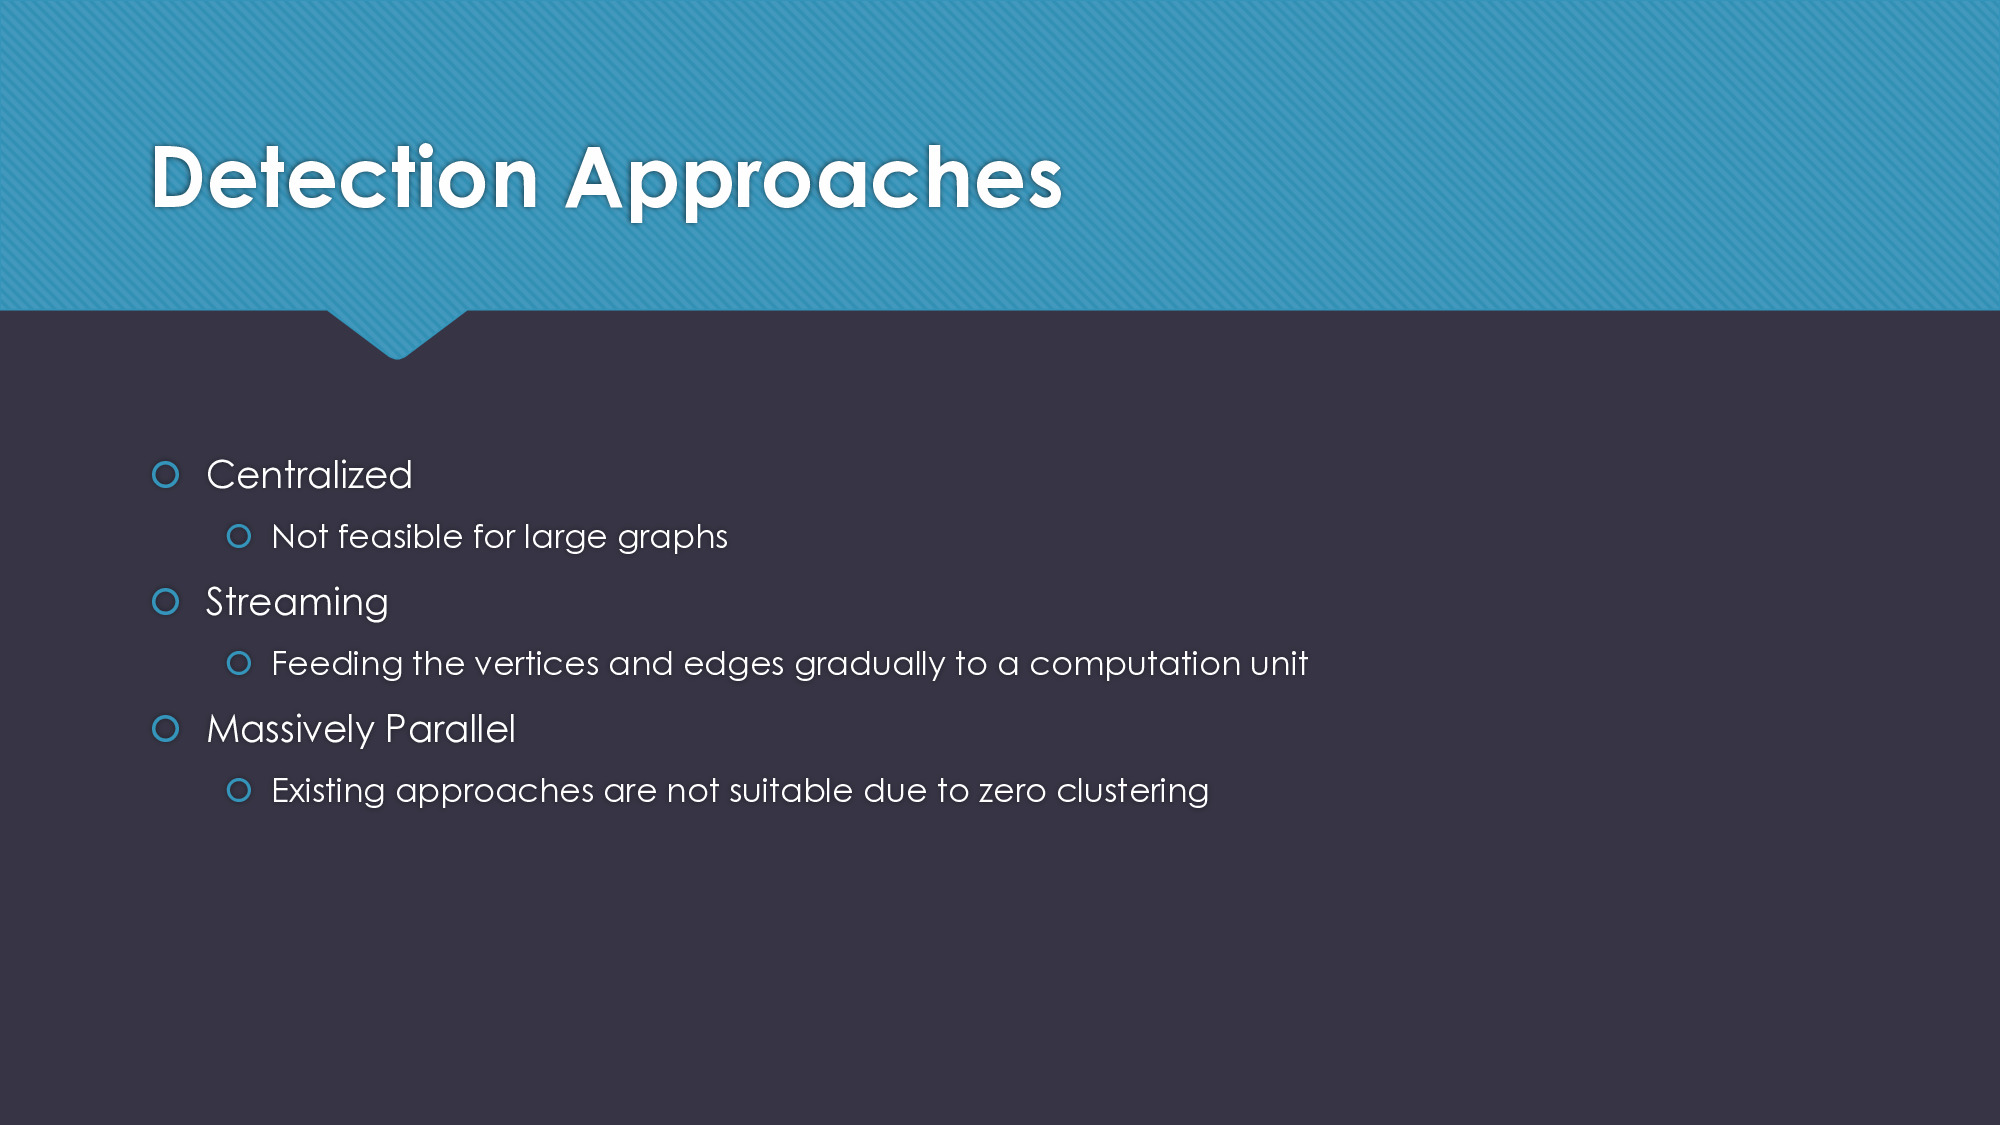 Detection Approaches
Centralized
Not feasible for large graphs
Streaming
Feeding the vertices and edges gradually to a computation unit
Massively Parallel
Existing approaches are not suitable due to zero clustering